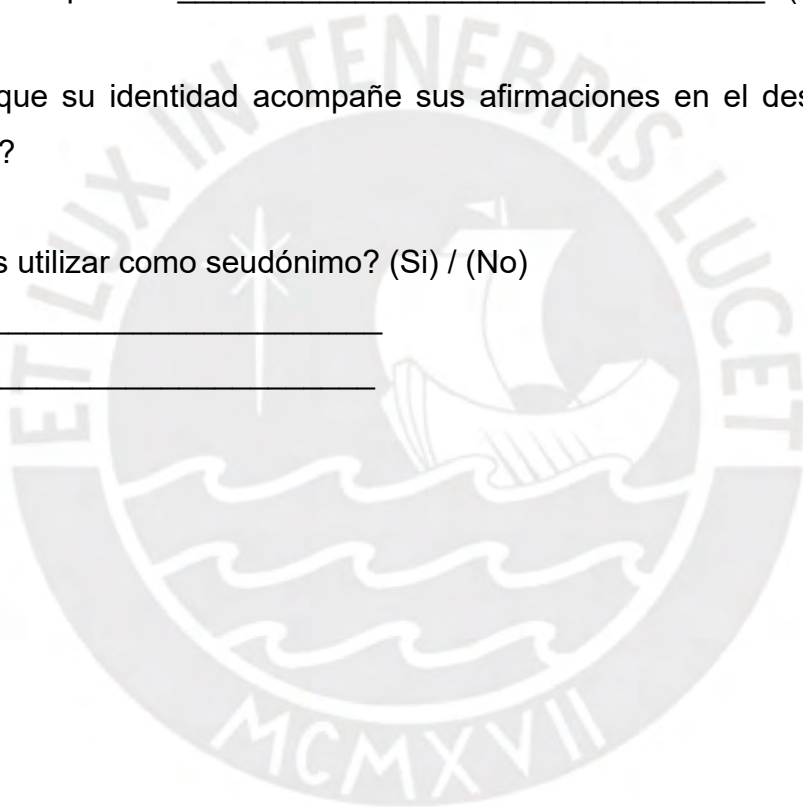 que su identidad acompañe sus afirmaciones en el des
?
s utilizar como seudónimo? (Si) / (No)
ET LUX IN TENEBRIS LUCET
MCMXVII